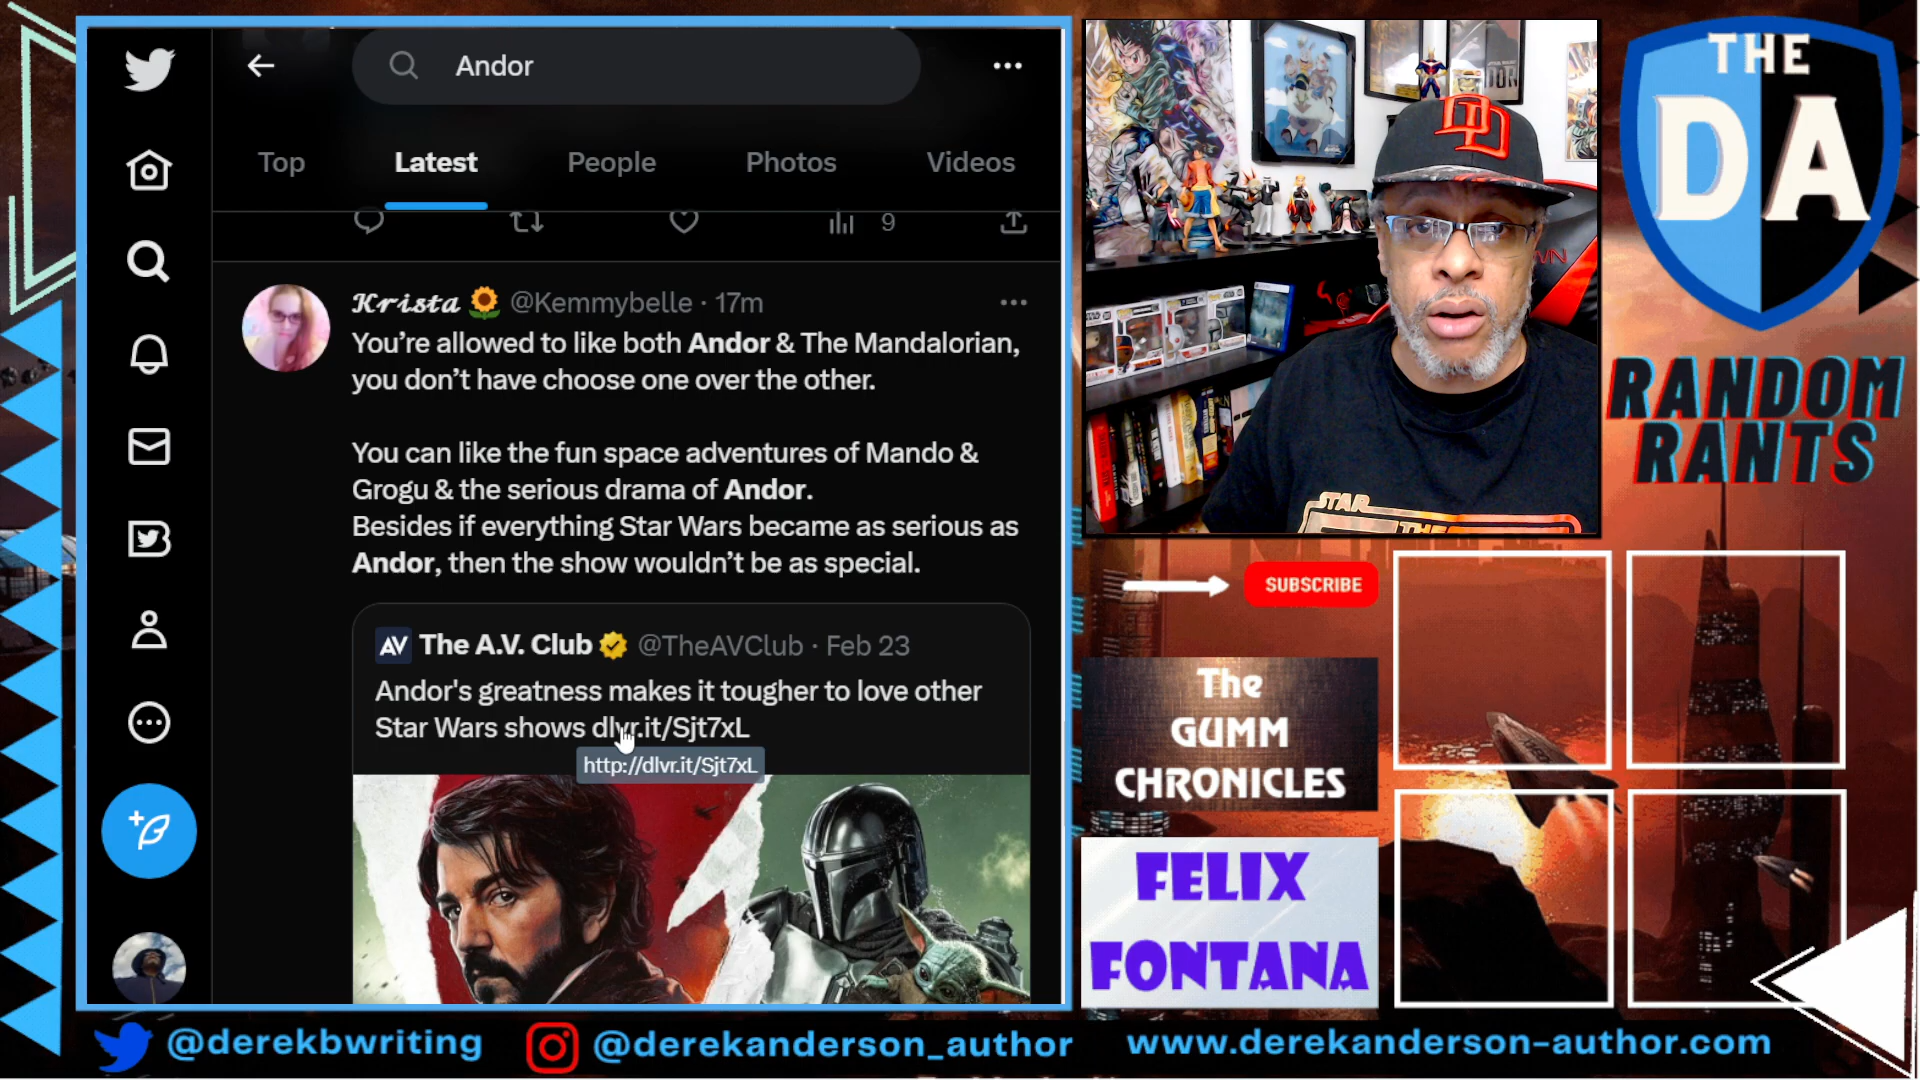 Andor
Top
Latest
People
Photos
Videos
9
Krista 🌻 @Kemmybelle · 17m
You’re allowed to like both Andor & The Mandalorian,
you don’t have choose one over the other.
You can like the fun space adventures of Mando &
Grogu & the serious drama of Andor.
Besides if everything Star Wars became as serious as
Andor, then the show wouldn’t be as special.
AV The A.V. Club @TheAVClub · Feb 23
Andor's greatness makes it tougher to love other
Star Wars shows dlvr.it/Sjt7xL
http://dlvr.it/Sjt7xL
STAR
THE
THE
DA
RANDOM
RANTS
SUBSCRIBE
The
GUMM
CHRONICLES
FELIX
FONTANA
@derekbwriting
@derekanderson_author
www.derekanderson-author.com